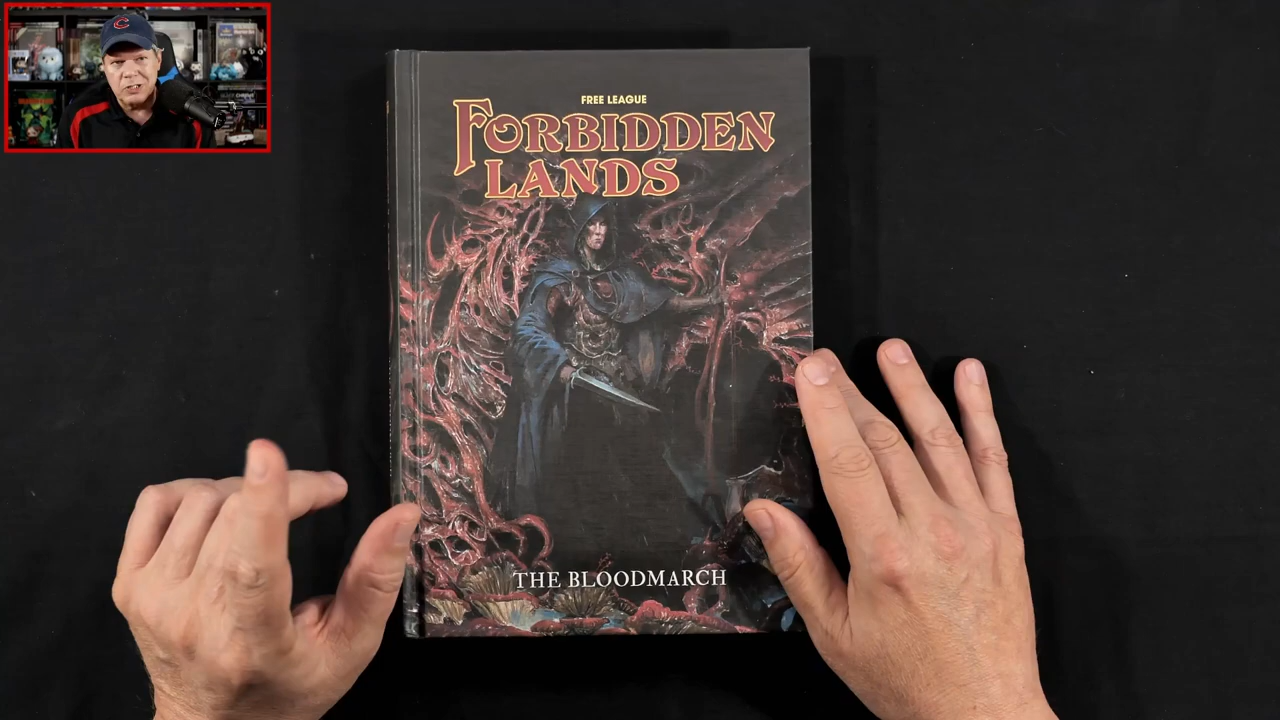 FREE LEAGUE
FORBIDDEN
LANDS
THE BLOODMARCH
C